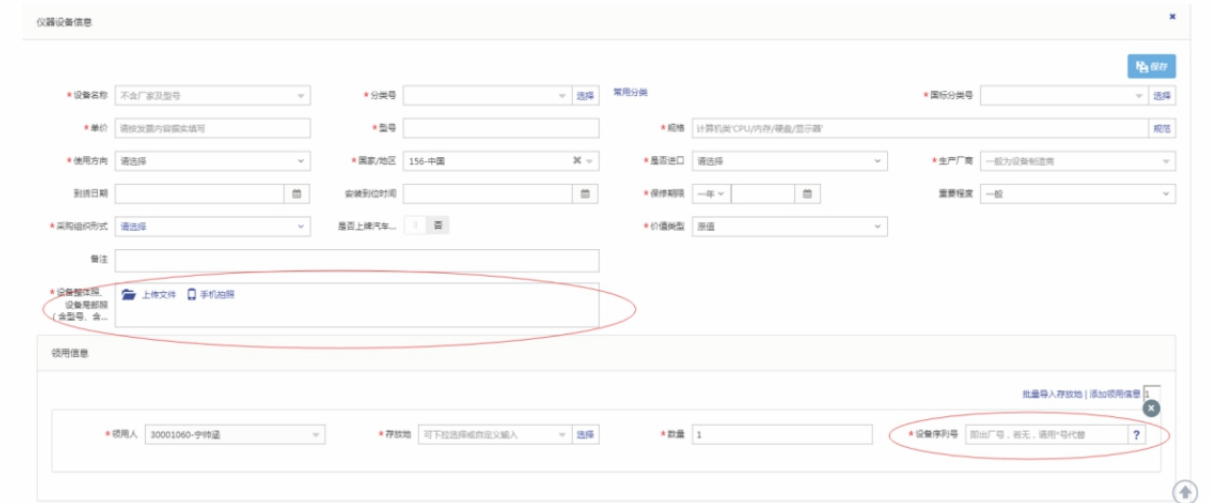 仪器设备信息
×
保存
*设备名称 不含厂家及型号 *分类号 选择 常用分类 *国标分类号 选择
*单价 请按发票内容据实填写 *型号 *规格 计算机类'CPU/内存/硬盘/显示器' 规范
*使用方向 请选择 *国家/地区 156-中国 *是否进口 请选择 *生产厂商 一般为设备制造商
到货日期 安装到位时间 *保修期限 一年 重要程度 一般
*采购组织形式 请选择 是否上牌汽车... 否 *价值类型 原值
备注
*设备整体照、
设备局部照
(含型号、含...
上传文件 手机拍照
领用信息
批量导入存放地 | 添加领用信息 1
*领用人 30001060-宁帅涵 *存放地 可下拉选择或自定义输入 选择 *数量 1 *设备序列号 即出厂号，若无，请用*号代替 ?